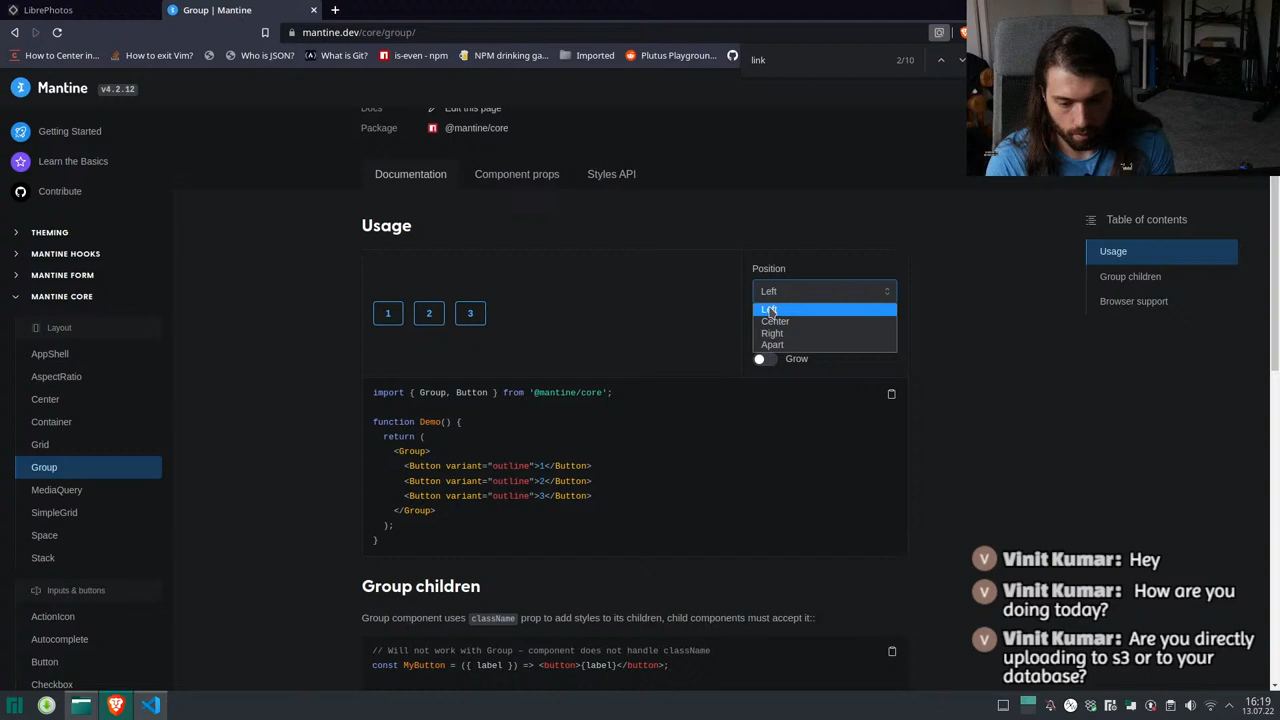 LibrePhotos
Group | Mantine
mantine.dev/core/group/
How to Center in...
How to exit Vim?
Who is JSON?
What is Git?
is-even - npm
NPM drinking ga...
Imported
Plutus Playgroun...
link
2/10
Mantine
v4.2.12
Docs
Edit this page
Package
@mantine/core
Getting Started
Learn the Basics
Contribute
Documentation
Component props
Styles API
THEMING
MANTINE HOOKS
MANTINE FORM
MANTINE CORE
Layout
AppShell
AspectRatio
Center
Container
Grid
Group
MediaQuery
SimpleGrid
Space
Stack
Inputs & buttons
ActionIcon
Autocomplete
Button
Checkbox
Usage
1
2
3
Position
Left
Left
Center
Right
Apart
Grow
import { Group, Button } from '@mantine/core';
function Demo() {
return (
<Group>
<Button variant="outline">1</Button>
<Button variant="outline">2</Button>
<Button variant="outline">3</Button>
</Group>
);
}
Group children
Group component uses className prop to add styles to its children, child components must accept it::
// Will not work with Group – component does not handle className
const MyButton = ({ label }) => <button>{label}</button>;
Table of contents
Usage
Group children
Browser support
V Vinit Kumar: Hey
V Vinit Kumar: How are you
doing today?
V Vinit Kumar: Are you directly
uploading to s3 or to your
database?
16:19
13.07.22